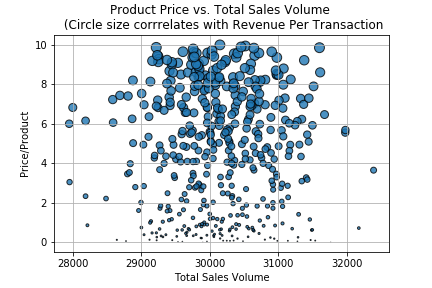 Product Price vs. Total Sales Volume
(Circle size corrrelates with Revenue Per Transaction
10
8
6
4
2
0
Price/Product
28000 29000 30000 31000 32000
Total Sales Volume